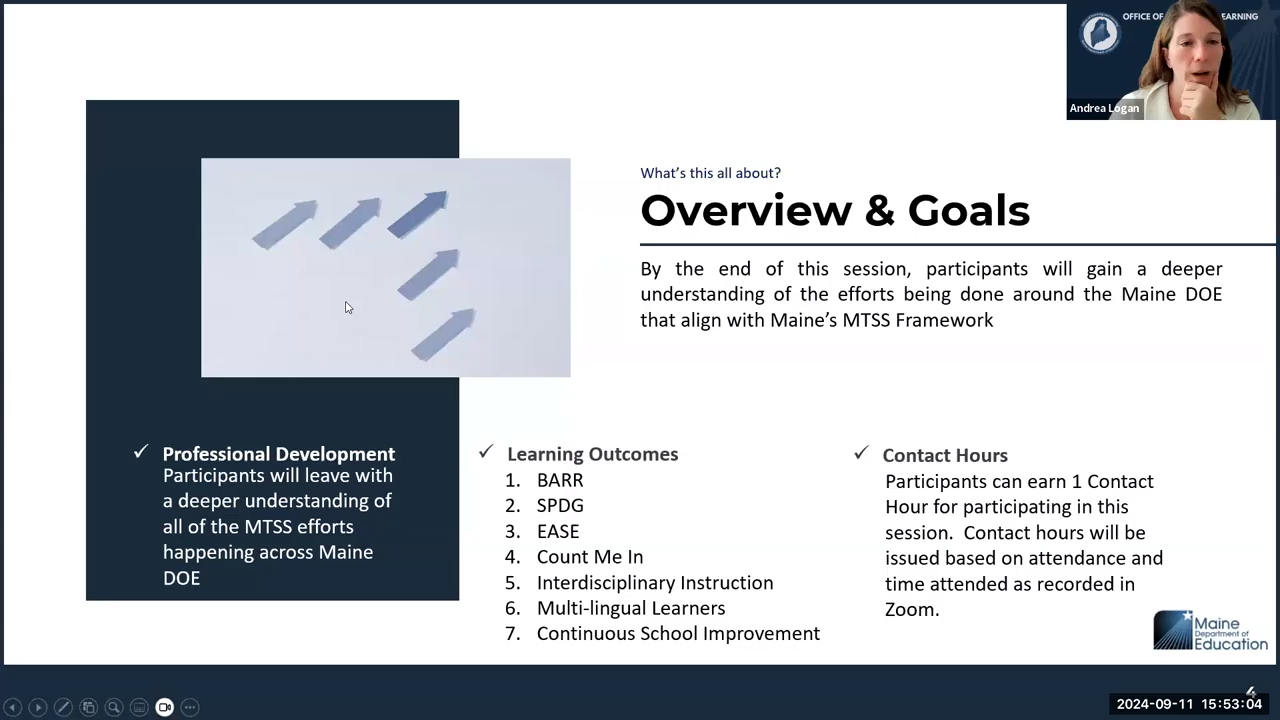 OFFICE OF
EARNING
Andrea Logan
What's this all about?
Overview & Goals
By the end of this session, participants will gain a deeper
understanding of the efforts being done around the Maine DOE
that align with Maine's MTSS Framework
✓ Professional Development
Participants will leave with
a deeper understanding of
all of the MTSS efforts
happening across Maine
DOE
✓ Learning Outcomes
1. BARR
2. SPDG
3. EASE
4. Count Me In
5. Interdisciplinary Instruction
6. Multi-lingual Learners
7. Continuous School Improvement
✓ Contact Hours
Participants can earn 1 Contact
Hour for participating in this
session. Contact hours will be
issued based on attendance and
time attended as recorded in
Zoom.
Maine
Department of
Education
4
2024-09-11 15:53:04